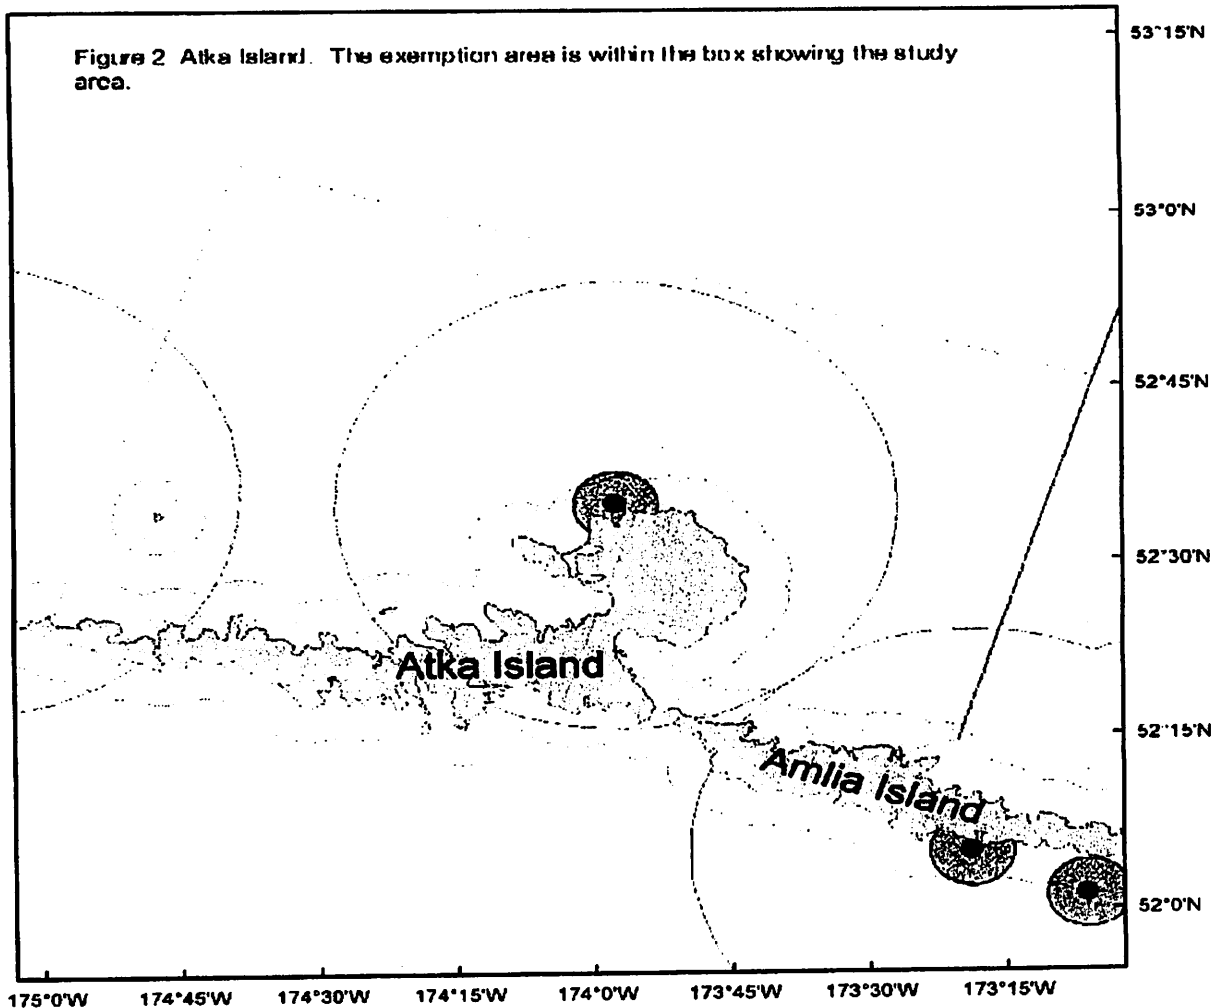 Figure 2 Atka Island. The exemption area is within the box showing the study
area.
53°15'N
53°0'N
52°45'N
52°30'N
52°15'N
52°0'N
Atka Island
Amlia Island
175°0'W 174°45'W 174°30'W 174°15'W 174°0'W 173°45'W 173°30'W 173°15'W